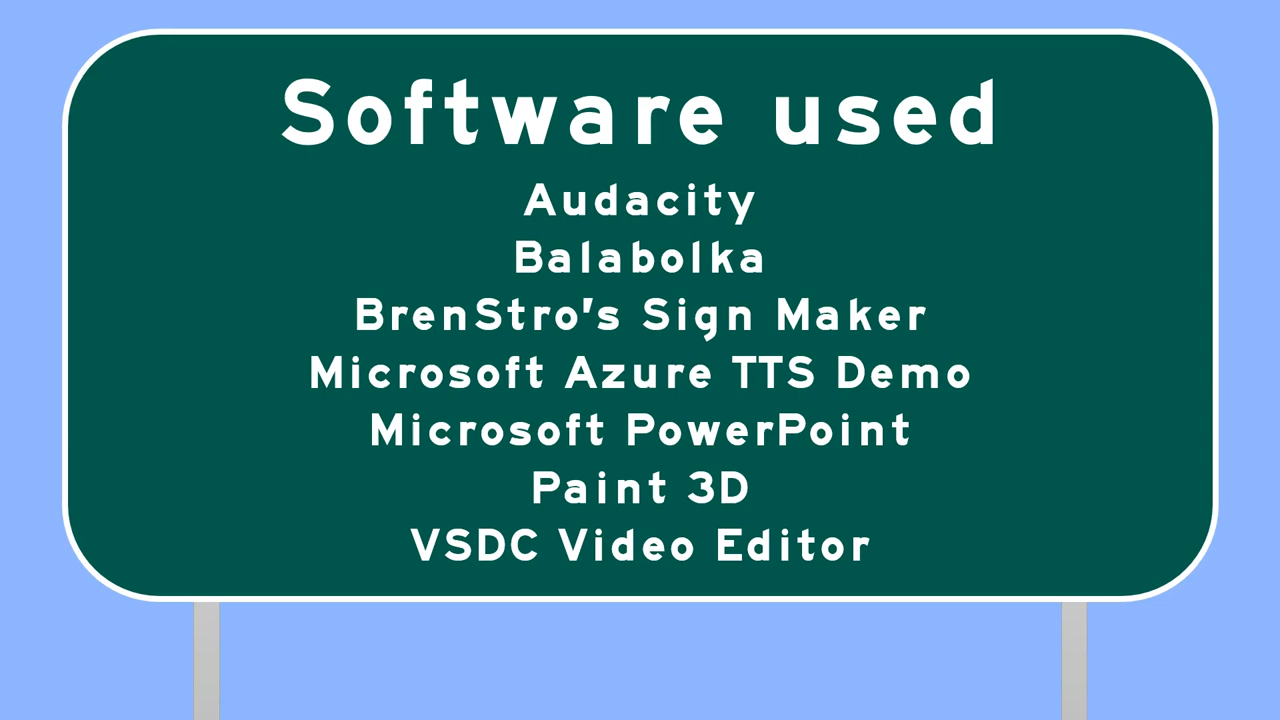 Software used
Audacity
Balabolka
BrenStro's Sign Maker
Microsoft Azure TTS Demo
Microsoft PowerPoint
Paint 3D
VSDC Video Editor